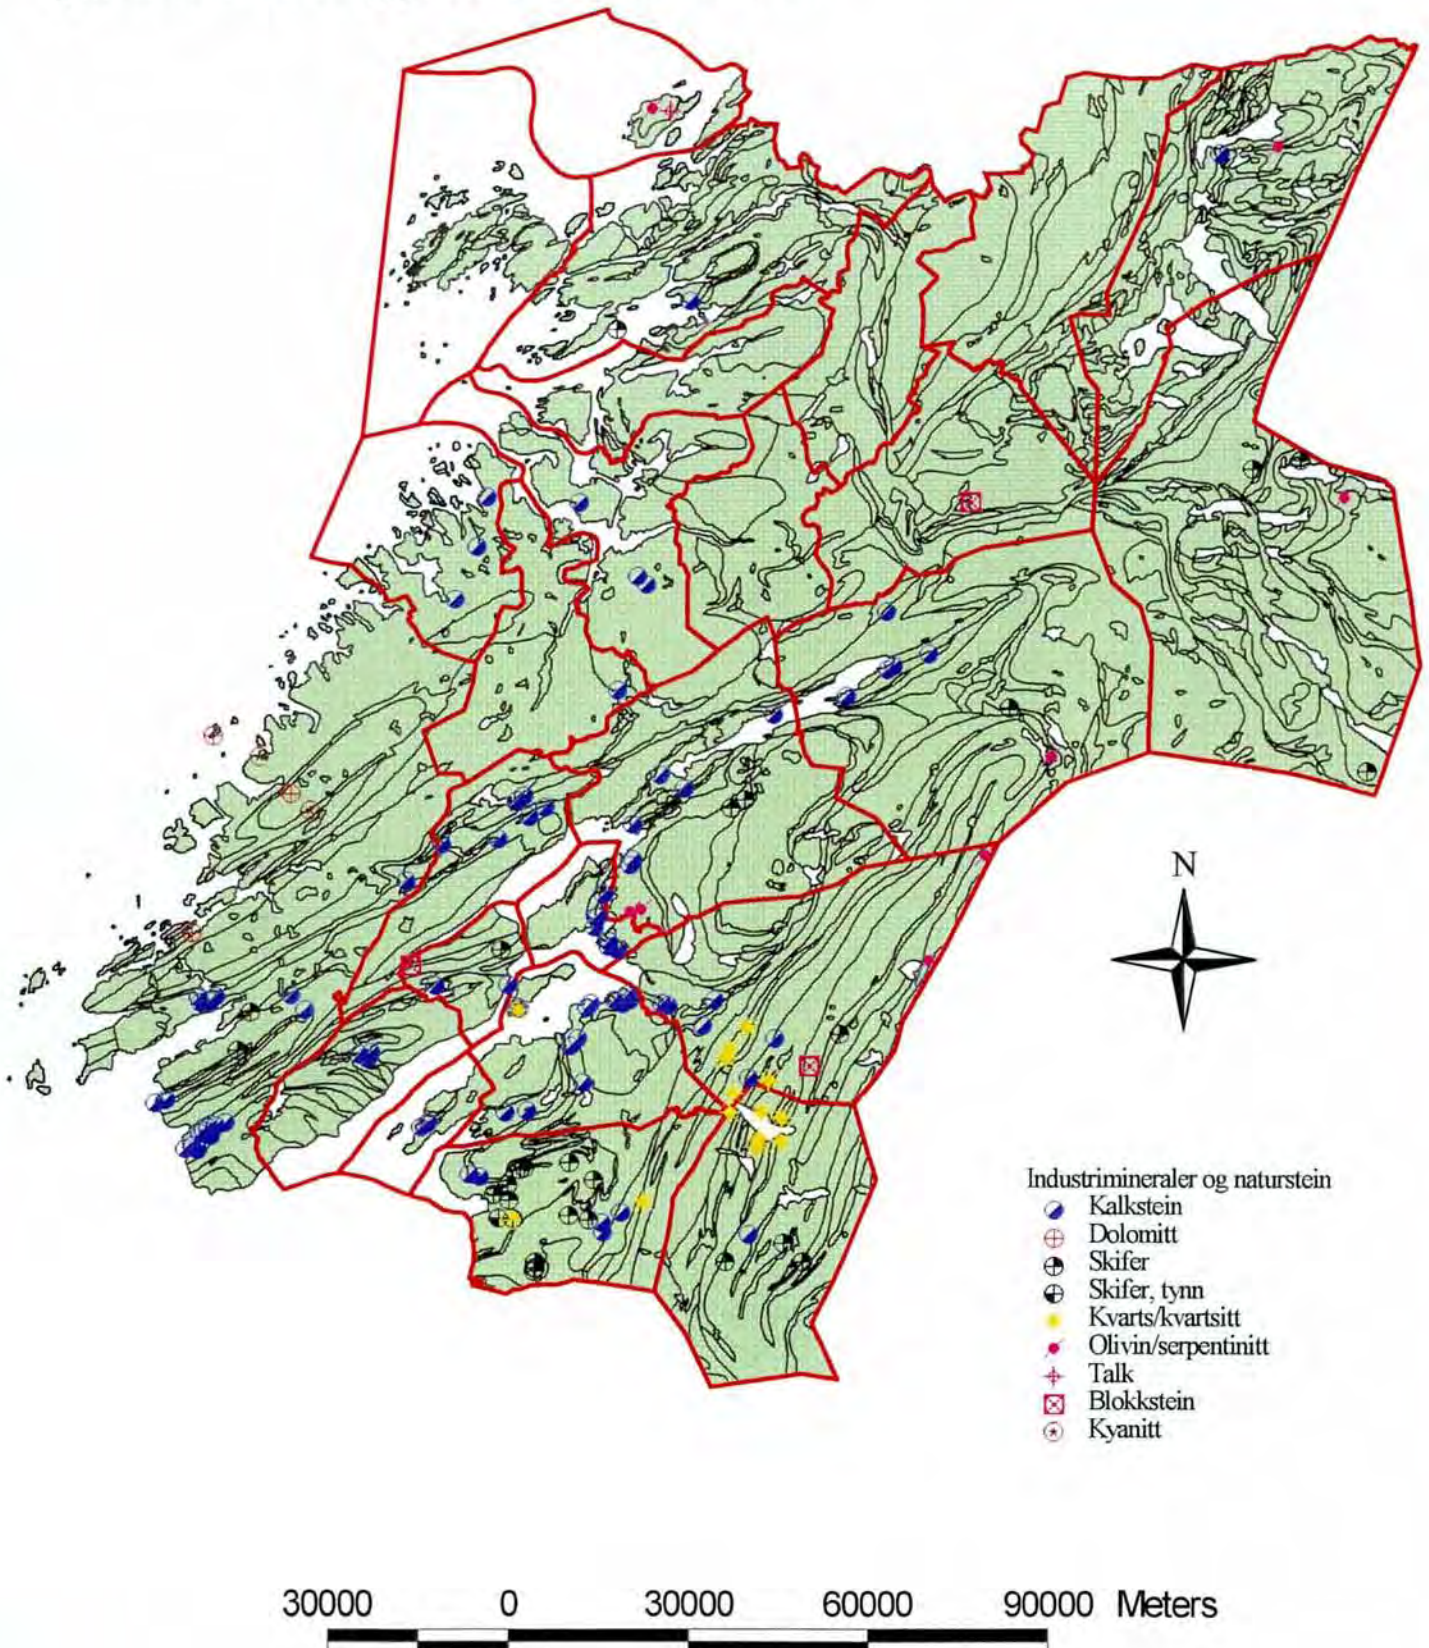 N
Industrimineraler og naturstein
Kalkstein
Dolomitt
Skifer
Skifer, tynn
Kvarts/kvartsitt
Olivin/serpentinitt
Talk
Blokkstein
Kyanitt
30000 0 30000 60000 90000 Meters